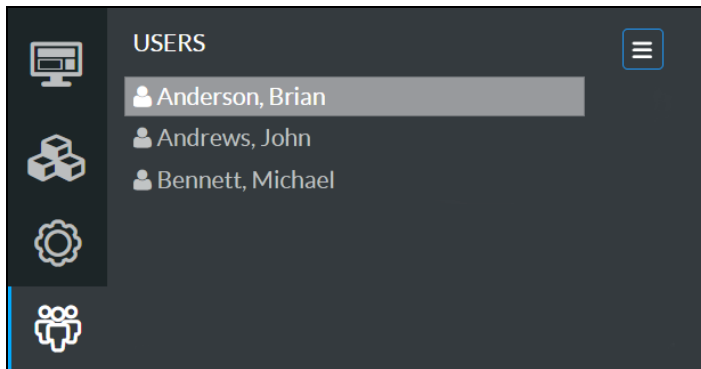 USERS
Anderson, Brian
Andrews, John
Bennett, Michael